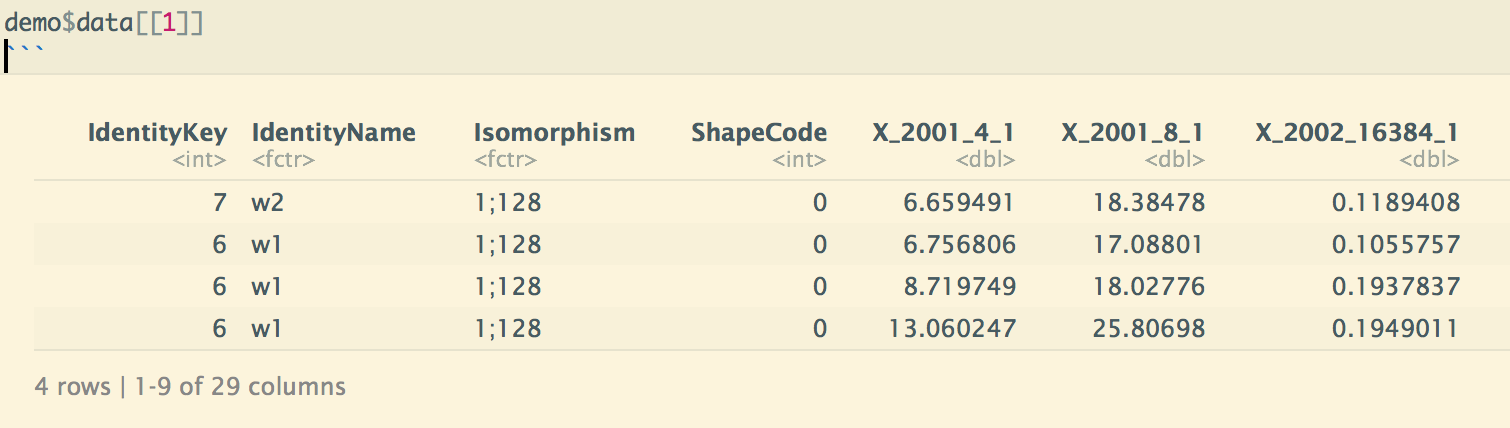 demo$data[[1]]
```
IdentityKey IdentityName Isomorphism ShapeCode X_2001_4_1 X_2001_8_1 X_2002_16384_1
<int> <fctr> <fctr> <int> <dbl> <dbl> <dbl>
7 w2 1;128 0 6.659491 18.38478 0.1189408
6 w1 1;128 0 6.756806 17.08801 0.1055757
6 w1 1;128 0 8.719749 18.02776 0.1937837
6 w1 1;128 0 13.060247 25.80698 0.1949011
4 rows | 1-9 of 29 columns